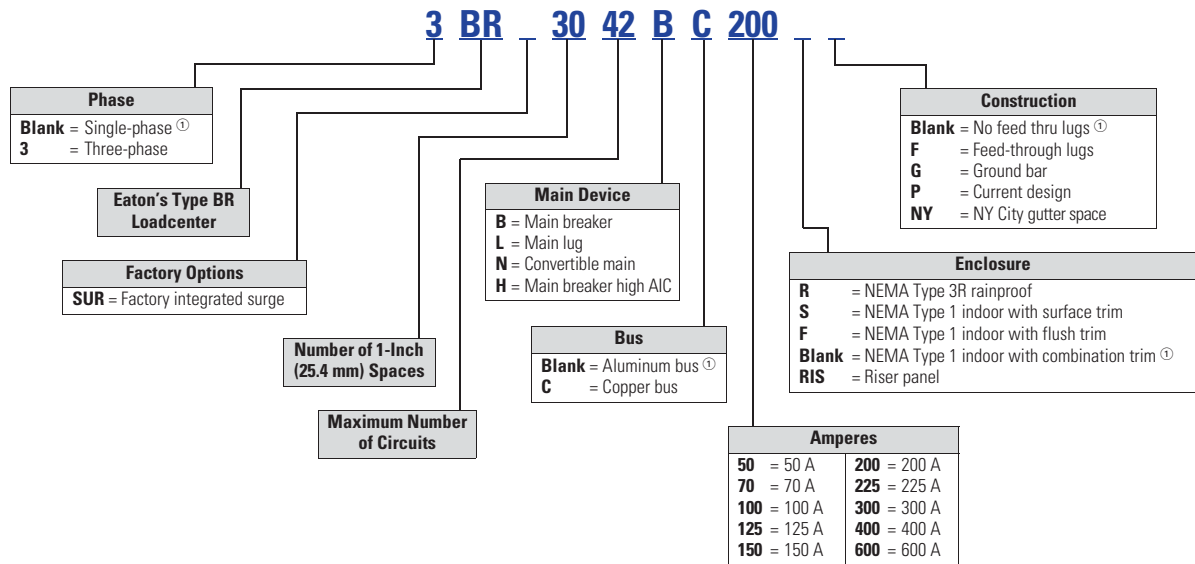 3 BR _ 30 42 B C 200 _ _
Phase
Blank = Single-phase ①
3 = Three-phase
Eaton's Type BR
Loadcenter
Factory Options
SUR = Factory integrated surge
Number of 1-Inch
(25.4 mm) Spaces
Maximum Number
of Circuits
Main Device
B = Main breaker
L = Main lug
N = Convertible main
H = Main breaker high AIC
Bus
Blank = Aluminum bus ①
C = Copper bus
Amperes
50 = 50 A 200 = 200 A
70 = 70 A 225 = 225 A
100 = 100 A 300 = 300 A
125 = 125 A 400 = 400 A
150 = 150 A 600 = 600 A
Construction
Blank = No feed thru lugs ①
F = Feed-through lugs
G = Ground bar
P = Current design
NY = NY City gutter space
Enclosure
R = NEMA Type 3R rainproof
S = NEMA Type 1 indoor with surface trim
F = NEMA Type 1 indoor with flush trim
Blank = NEMA Type 1 indoor with combination trim ①
RIS = Riser panel